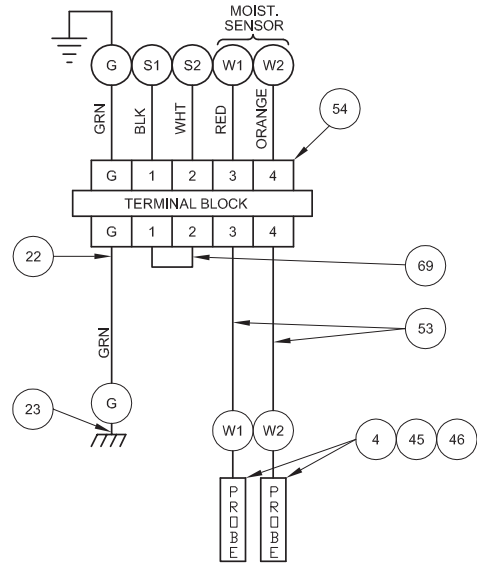 MOIST.
SENSOR
G S1 S2 W1 W2
GRN BLK WHT RED ORANGE
54
G 1 2 3 4
TERMINAL BLOCK
G 1 2 3 4
22
69
53
GRN
G
23
W1 W2
4 45 46
PROBE PROBE